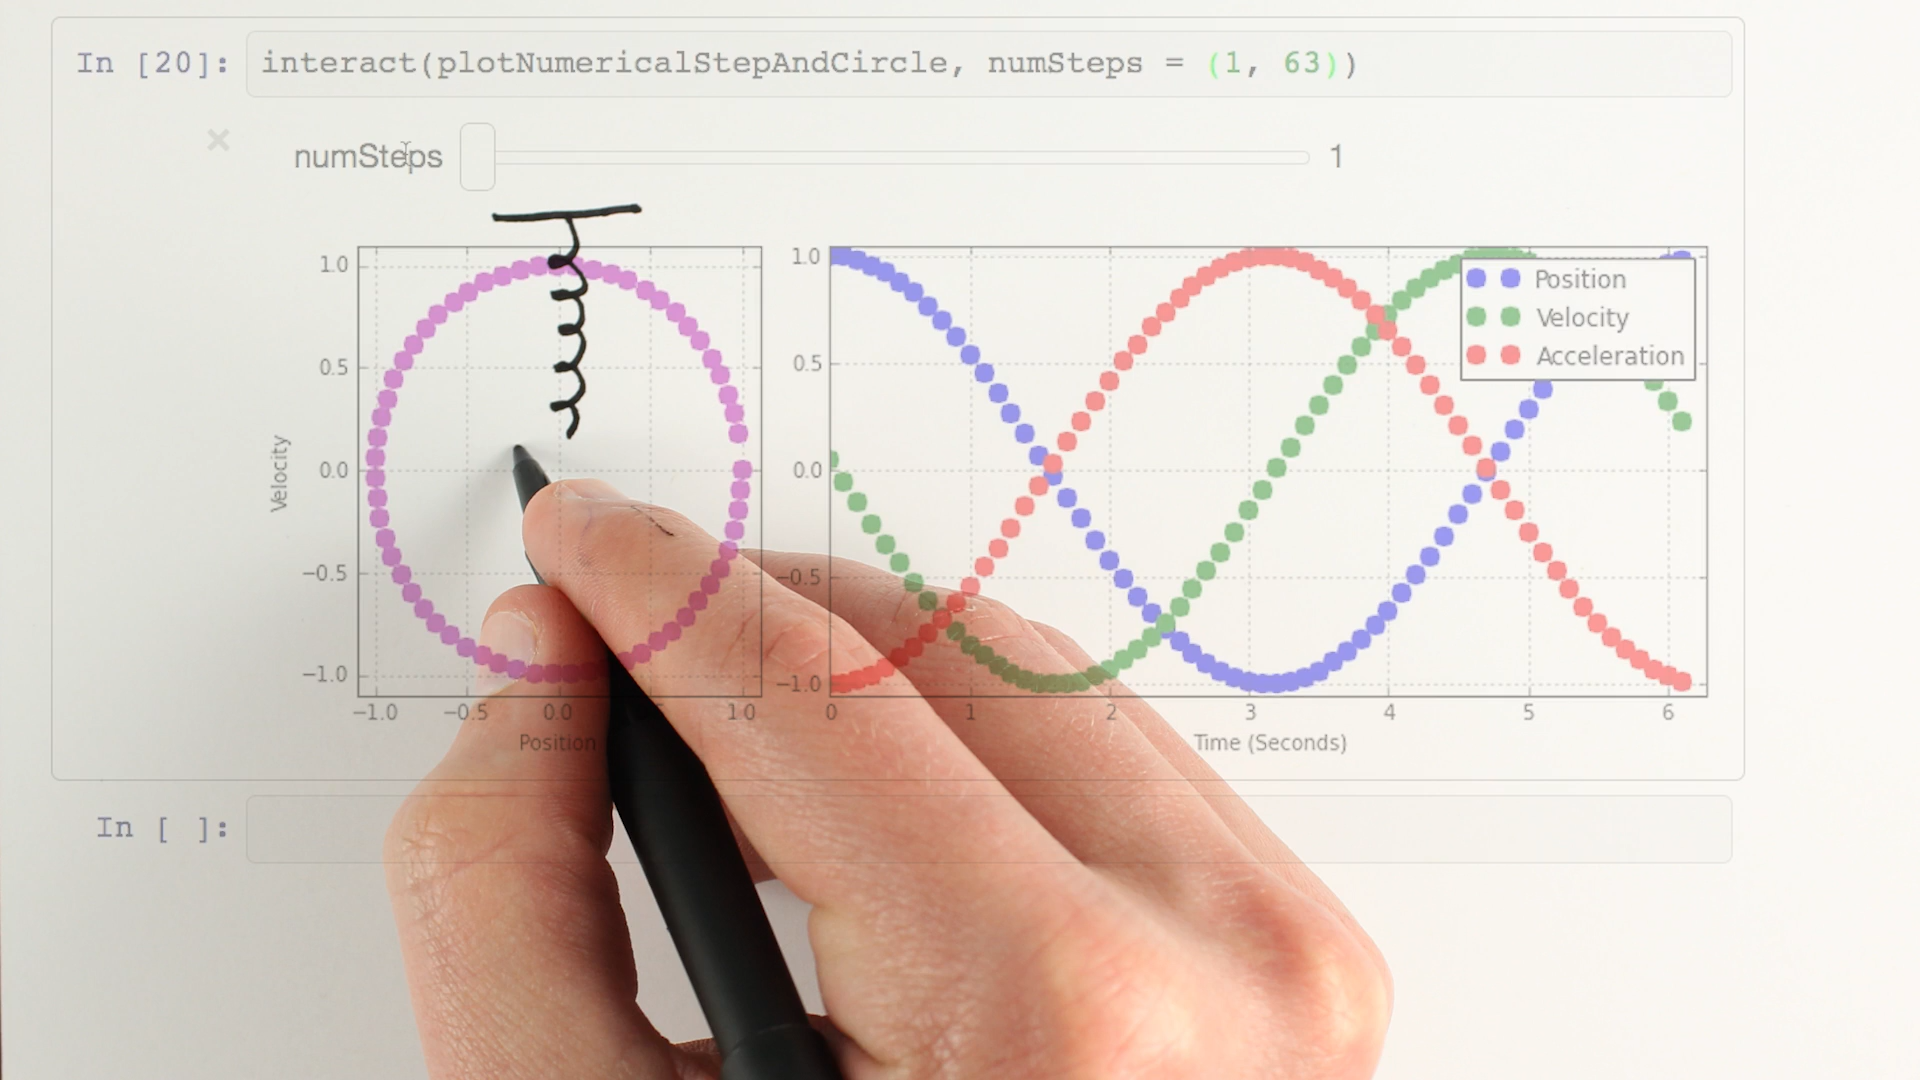 In [20]: interact(plotNumericalStepAndCircle, numSteps = (1, 63))
×
numSteps 1
1.0
0.5
0.0
−0.5
−1.0
Velocity
−1.0 −0.5 0.0 1.0
Position
1.0
0.5
0.0
−0.5
−1.0
Position
Velocity
Acceleration
0 1 2 3 4 5 6
Time (Seconds)
In [ ]: